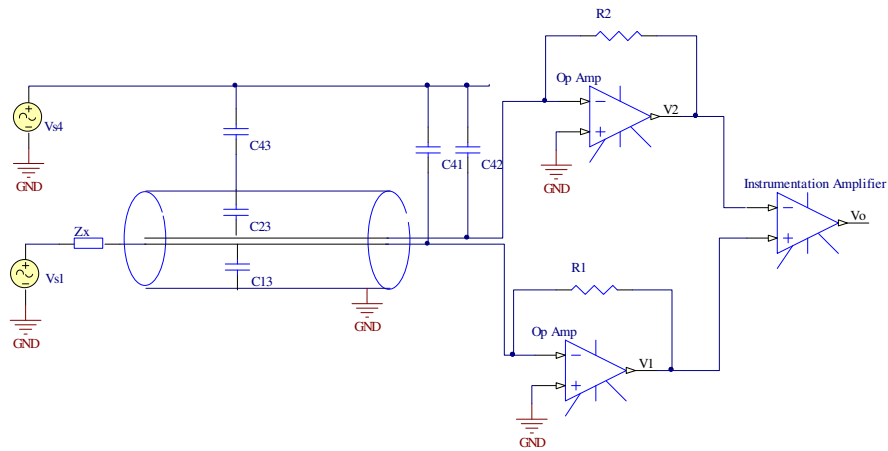 R2
Op Amp
V2
Vs4
C43
C41
C42
GND
GND
Instrumentation Amplifier
Vo
C23
Zx
C13
Vs1
R1
GND
GND
Op Amp
V1
GND